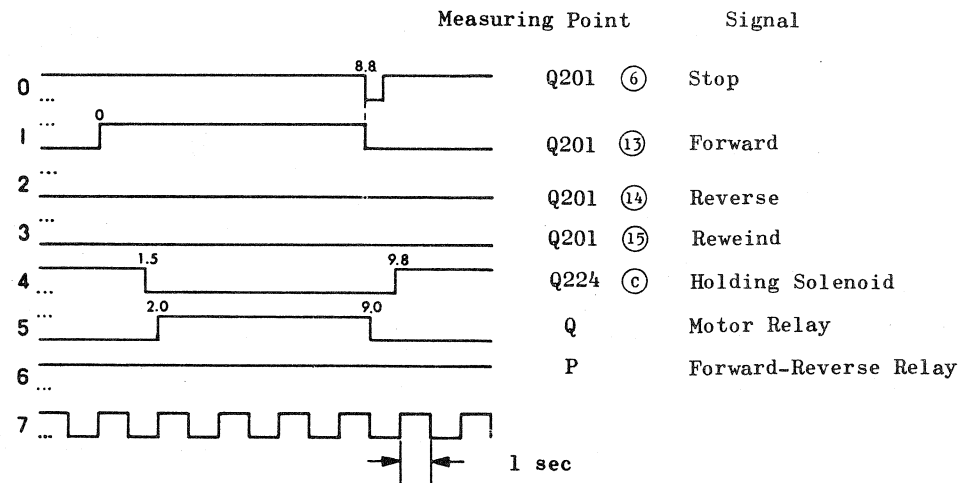 Measuring Point Signal
8.8
0 ... Q201 6 Stop
0
1 ... Q201 13 Forward
2 ... Q201 14 Reverse
3 ... Q201 15 Reweind
1.5 9.8
4 ... Q224 c Holding Solenoid
2.0 9.0
5 ... Q Motor Relay
6 ... P Forward-Reverse Relay
7 ...
1 sec